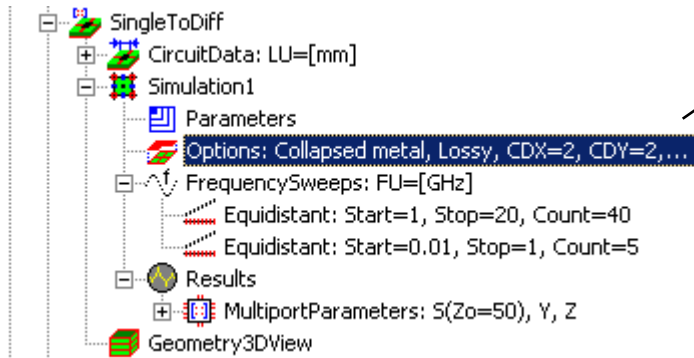 SingleToDiff
CircuitData: LU=[mm]
Simulation1
Parameters
Options: Collapsed metal, Lossy, CDX=2, CDY=2,...
FrequencySweeps: FU=[GHz]
Equidistant: Start=1, Stop=20, Count=40
Equidistant: Start=0.01, Stop=1, Count=5
Results
MultiportParameters: S(Zo=50), Y, Z
Geometry3DView